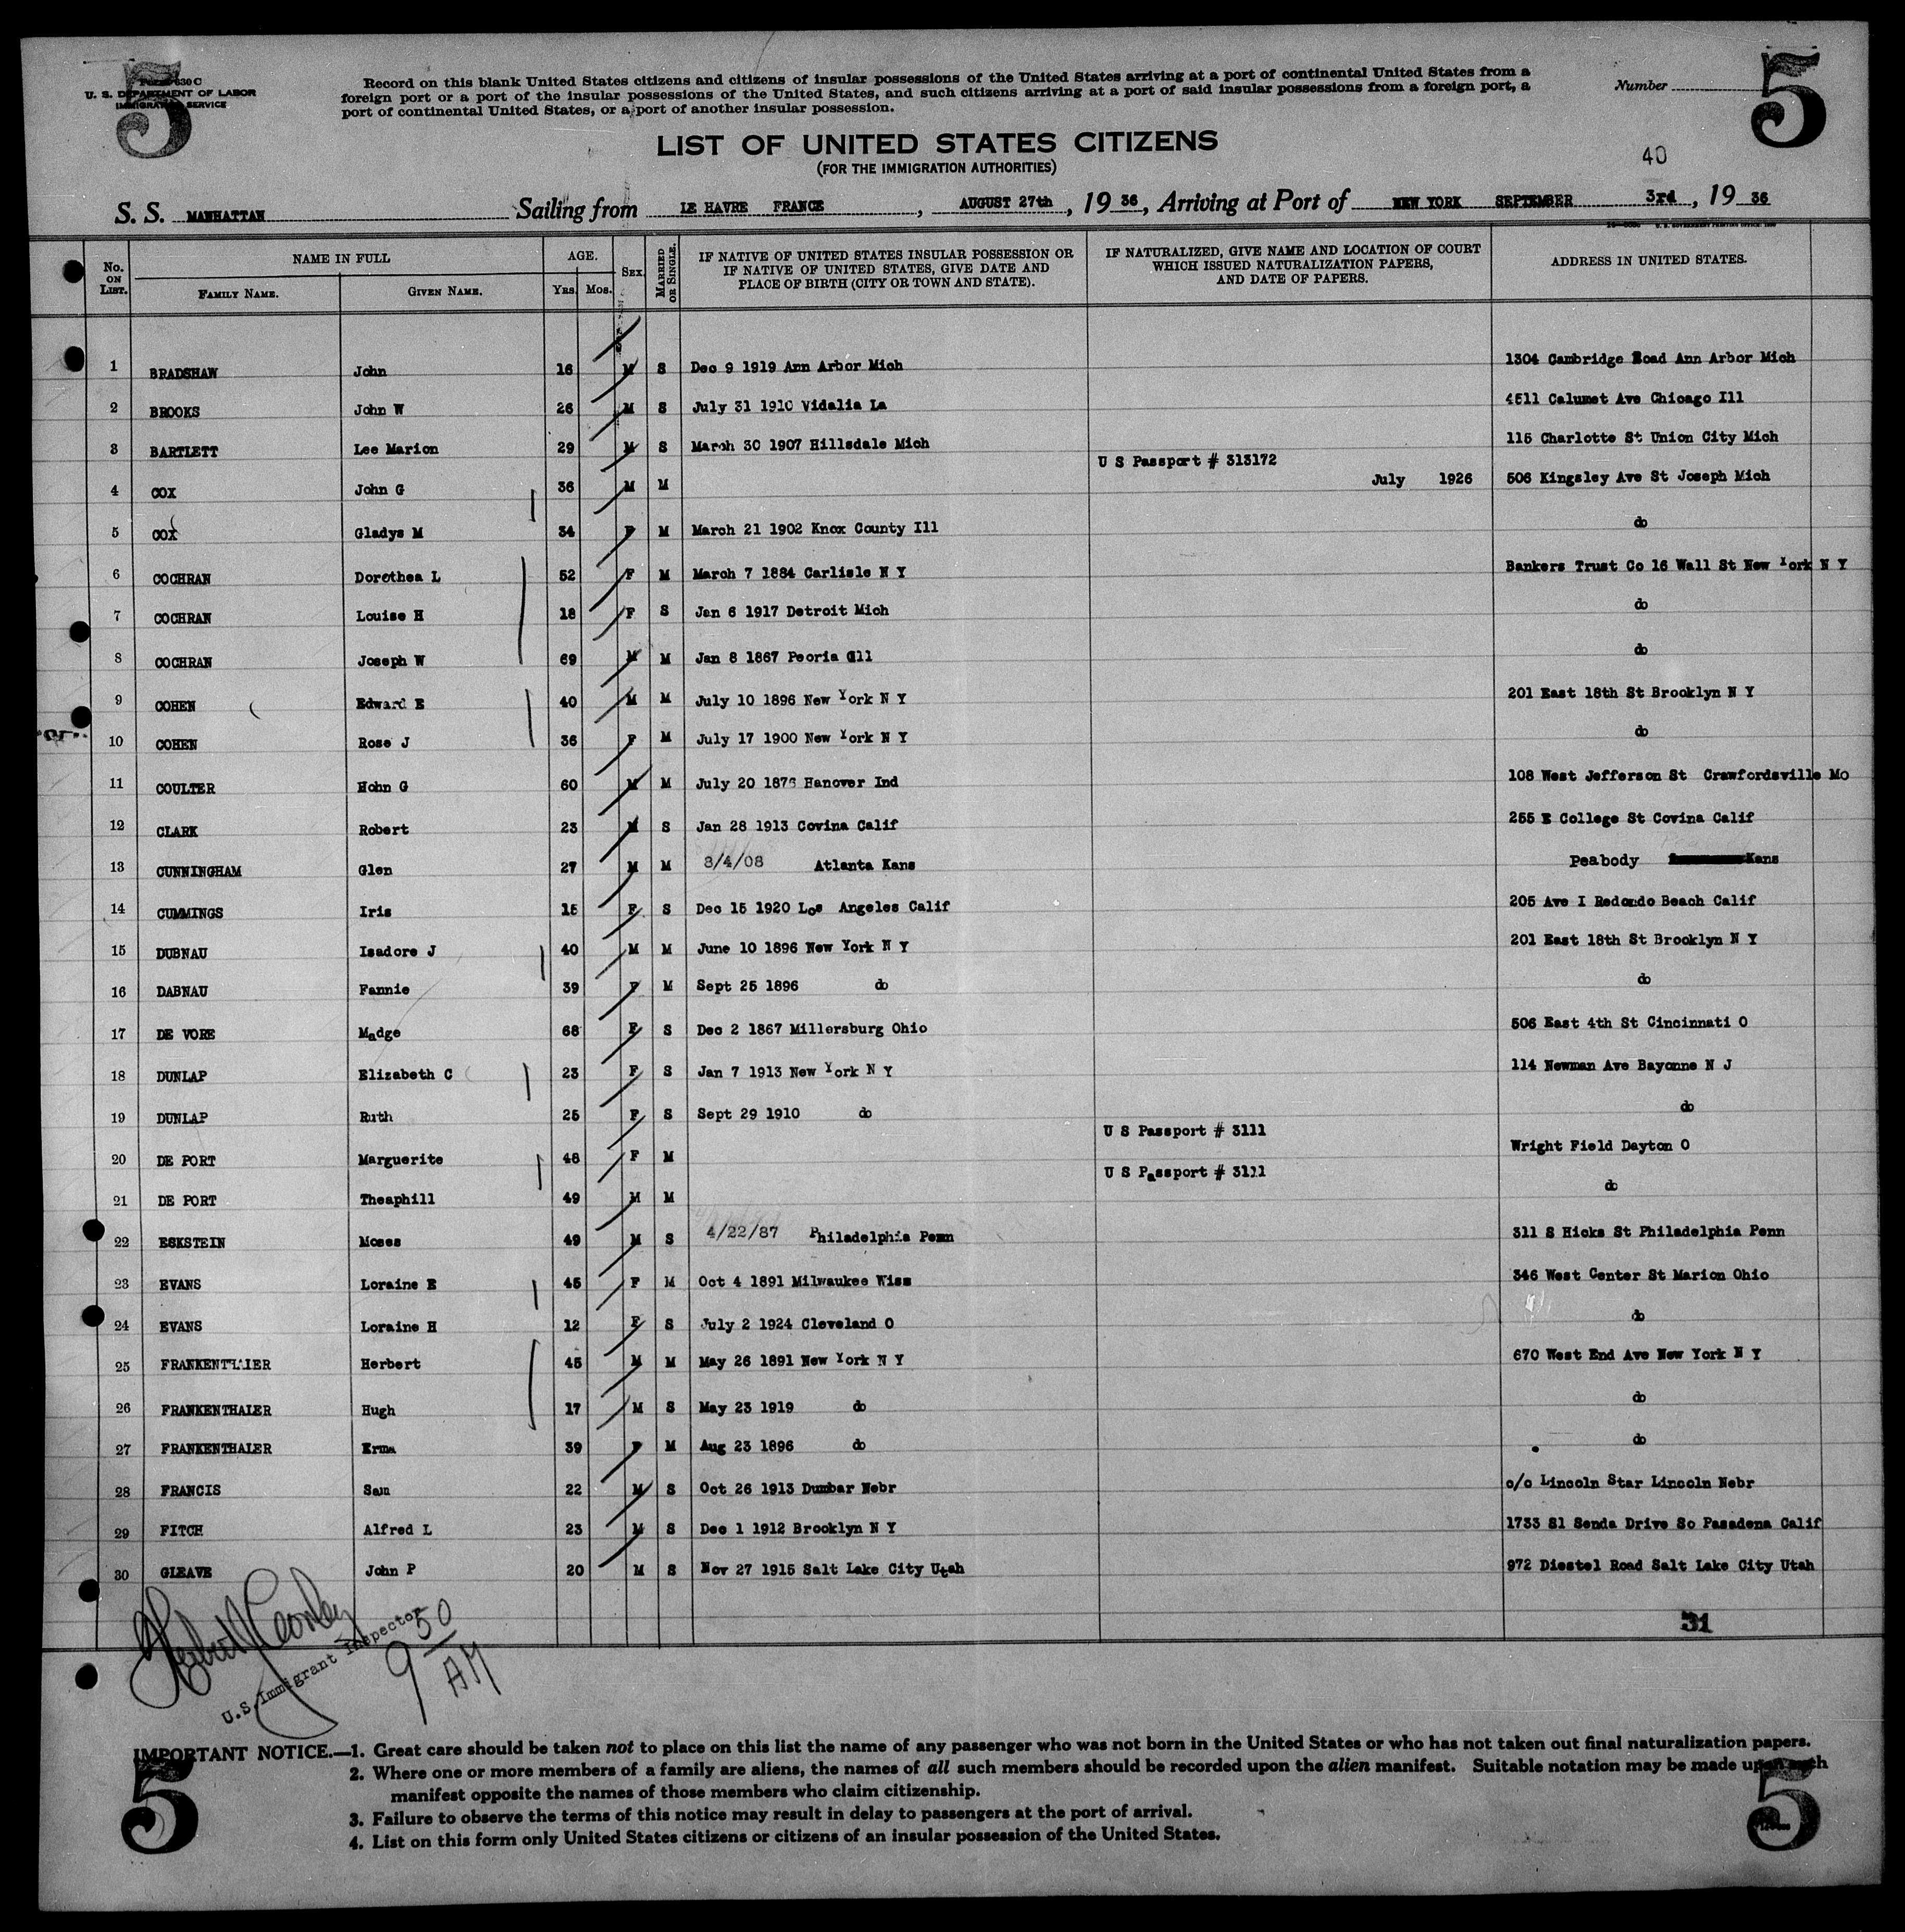 5
Form 630 C
U. S. DEPARTMENT OF LABOR
IMMIGRATION SERVICE
Record on this blank United States citizens and citizens of insular possessions of the United States arriving at a port of continental United States from a
foreign port or a port of the insular possessions of the United States, and such citizens arriving at a port of said insular possessions from a foreign port, a
port of continental United States, or a port of another insular possession.
Number
5
LIST OF UNITED STATES CITIZENS
(FOR THE IMMIGRATION AUTHORITIES)
40
S. S. MANHATTAN Sailing from LE HAVRE FRANCE, AUGUST 27th, 19 36, Arriving at Port of NEW YORK SEPTEMBER 3rd, 19 36
No. ON LIST. NAME IN FULL FAMILY NAME. GIVEN NAME. AGE. YRS. MOS. SEX. MARRIED OR SINGLE. IF NATIVE OF UNITED STATES INSULAR POSSESSION OR IF NATIVE OF UNITED STATES, GIVE DATE AND PLACE OF BIRTH (CITY OR TOWN AND STATE). IF NATURALIZED, GIVE NAME AND LOCATION OF COURT WHICH ISSUED NATURALIZATION PAPERS, AND DATE OF PAPERS. ADDRESS IN UNITED STATES.
1 BRADSHAW John 16 M S Dec 9 1919 Ann Arbor Mich 1304 Cambridge Road Ann Arbor Mich
2 BROOKS John W 26 M S July 31 1910 Vidalia La 4511 Calumet Ave Chicago Ill
3 BARTLETT Lee Marion 29 M S March 30 1907 Hillsdale Mich 115 Charlotte St Union City Mich
4 COX John G 36 M M U S Passport # 313172 July 1926 506 Kingsley Ave St Joseph Mich
5 COX Gladys M 34 F M March 21 1902 Knox County Ill do
6 COCHRAN Dorothea L 52 F M March 7 1884 Carlisle N Y Bankers Trust Co 16 Wall St New York N Y
7 COCHRAN Louise H 18 F S Jan 6 1917 Detroit Mich do
8 COCHRAN Joseph W 69 M M Jan 8 1867 Peoria Gll do
9 COHEN Edward E 40 M M July 10 1896 New York N Y 201 East 18th St Brooklyn N Y
10 COHEN Rose J 36 F M July 17 1900 New York N Y do
11 COULTER Hohn G 60 M M July 20 1876 Hanover Ind 108 West Jefferson St Crawfordsville Mo
12 CLARK Robert 23 M S Jan 28 1913 Covina Calif 255 E College St Covina Calif
13 CUNNINGHAM Glen 27 M M 8/4/08 Atlanta Kans Peabody Kans
14 CUMMINGS Iris 15 F S Dec 15 1920 Los Angeles Calif 205 Ave I Redondo Beach Calif
15 DUBNAU Isadore J 40 M M June 10 1896 New York N Y 201 East 18th St Brooklyn N Y
16 DABNAU Fannie 39 F M Sept 25 1896 do do
17 DE VORE Madge 68 F S Dec 2 1867 Millersburg Ohio 506 East 4th St Cincinnati O
18 DUNLAP Elizabeth C 23 F S Jan 7 1913 New York N Y 114 Newman Ave Bayonne N J
19 DUNLAP Ruth 25 F S Sept 29 1910 do do
20 DE PORT Marguerite 48 F M U S Passport # 3111 Wright Field Dayton O
21 DE PORT Theaphill 49 M M U S Passport # 3111 do
22 ESKSTEIN Moses 49 M S 4/22/87 Philadelphia Penn 311 S Hicks St Philadelphia Penn
23 EVANS Loraine E 45 F M Oct 4 1891 Milwaukee Wiss 346 West Center St Marion Ohio
24 EVANS Loraine H 12 F S July 2 1924 Cleveland O do
25 FRANKENTHAIER Herbert 45 M M May 26 1891 New York N Y 670 West End Ave New York N Y
26 FRANKENTHALER Hugh 17 M S May 23 1919 do do
27 FRANKENTHALER Erma 39 F M Aug 23 1896 do do
28 FRANCIS Sam 22 M S Oct 26 1913 Dumbar Nebr c/o Lincoln Star Lincoln Nebr
29 FITCH Alfred L 23 M S Dec 1 1912 Brooklyn N Y 1733 Sl Senda Drive So Pasadena Calif
30 GLEAVE John P 20 M S Nov 27 1915 Salt Lake City Utah 972 Diestel Road Salt Lake City Utah
31
U.S. Immigrant Inspector
9 50 AM
IMPORTANT NOTICE.—1. Great care should be taken not to place on this list the name of any passenger who was not born in the United States or who has not taken out final naturalization papers.
2. Where one or more members of a family are aliens, the names of all such members should be recorded upon the alien manifest. Suitable notation may be made upon such
manifest opposite the names of those members who claim citizenship.
3. Failure to observe the terms of this notice may result in delay to passengers at the port of arrival.
4. List on this form only United States citizens or citizens of an insular possession of the United States.
5
5